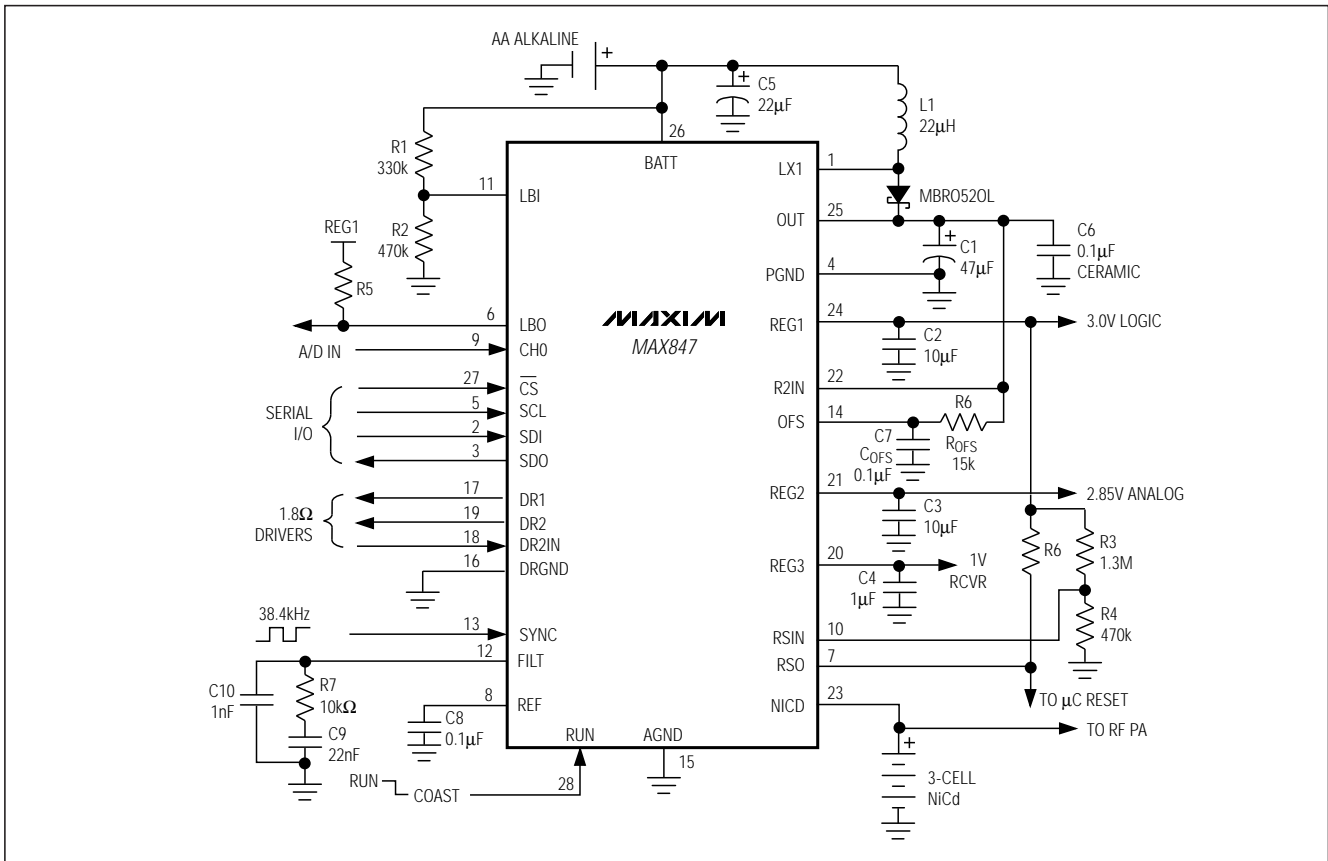 AA ALKALINE
+
+
C5
22µF
L1
22µH
26
BATT
R1
330k
11
LBI
R2
470k
REG1
R5
6
LBO
A/D IN
9
CH0
27
CS
SERIAL
I/O
5
SCL
2
SDI
3
SDO
17
DR1
1.8Ω
DRIVERS
19
DR2
18
DR2IN
16
DRGND
38.4kHz
13
SYNC
12
FILT
C10
1nF
R7
10kΩ
C9
22nF
8
REF
C8
0.1µF
RUN
COAST
28
RUN
AGND
15
MAXIM
MAX847
1
LX1
MBRO520L
25
OUT
+
C1
47µF
C6
0.1µF
CERAMIC
4
PGND
24
REG1
3.0V LOGIC
C2
10µF
22
R2IN
14
OFS
R6
ROFS
15k
C7
COFS
0.1µF
21
REG2
2.85V ANALOG
C3
10µF
R6
R3
1.3M
20
REG3
1V
RCVR
C4
1µF
R4
470k
10
RSIN
7
RSO
TO µC RESET
23
NICD
TO RF PA
+
3-CELL
NiCd